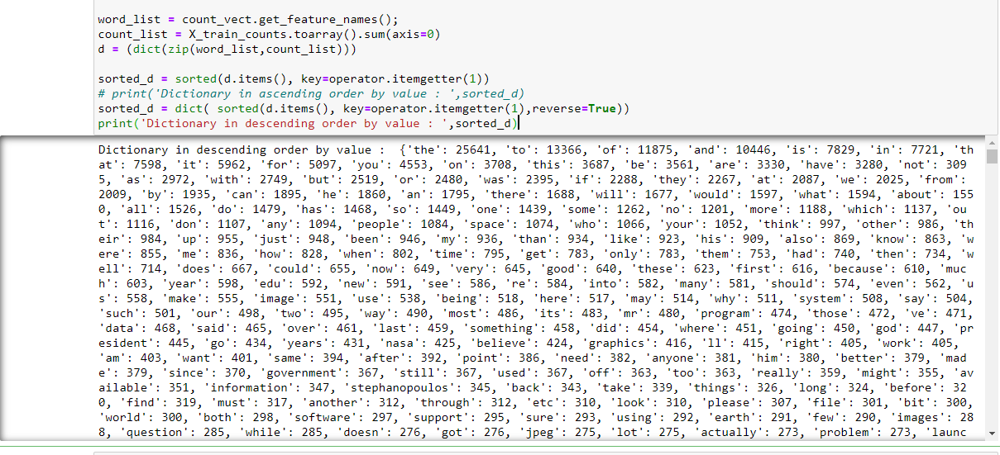 word_list = count_vect.get_feature_names();
count_list = X_train_counts.toarray().sum(axis=0)
d = (dict(zip(word_list,count_list)))
sorted_d = sorted(d.items(), key=operator.itemgetter(1))
# print('Dictionary in ascending order by value : ',sorted_d)
sorted_d = dict( sorted(d.items(), key=operator.itemgetter(1),reverse=True))
print('Dictionary in descending order by value : ',sorted_d)
Dictionary in descending order by value :  {'the': 25641, 'to': 13366, 'of': 11875, 'and': 10446, 'is': 7829, 'in': 7721, 'th
at': 7598, 'it': 5962, 'for': 5097, 'you': 4553, 'on': 3708, 'this': 3687, 'be': 3561, 'are': 3330, 'have': 3280, 'not': 309
5, 'as': 2972, 'with': 2749, 'but': 2519, 'or': 2480, 'was': 2395, 'if': 2288, 'they': 2267, 'at': 2087, 'we': 2025, 'from':
2009, 'by': 1935, 'can': 1895, 'he': 1860, 'an': 1795, 'there': 1688, 'will': 1677, 'would': 1597, 'what': 1594, 'about': 155
0, 'all': 1526, 'do': 1479, 'has': 1468, 'so': 1449, 'one': 1439, 'some': 1262, 'no': 1201, 'more': 1188, 'which': 1137, 'ou
t': 1116, 'don': 1107, 'any': 1094, 'people': 1084, 'space': 1074, 'who': 1066, 'your': 1052, 'think': 997, 'other': 986, 'th
eir': 984, 'up': 955, 'just': 948, 'been': 946, 'my': 936, 'than': 934, 'like': 923, 'his': 909, 'also': 869, 'know': 863, 'w
ere': 855, 'me': 836, 'how': 828, 'when': 802, 'time': 795, 'get': 783, 'only': 783, 'them': 753, 'had': 740, 'then': 734, 'w
ell': 714, 'does': 667, 'could': 655, 'now': 649, 'very': 645, 'good': 640, 'these': 623, 'first': 616, 'because': 610, 'muc
h': 603, 'year': 598, 'edu': 592, 'new': 591, 'see': 586, 're': 584, 'into': 582, 'many': 581, 'should': 574, 'even': 562, 'u
s': 558, 'make': 555, 'image': 551, 'use': 538, 'being': 518, 'here': 517, 'may': 514, 'why': 511, 'system': 508, 'say': 504,
'such': 501, 'our': 498, 'two': 495, 'way': 490, 'most': 486, 'its': 483, 'mr': 480, 'program': 474, 'those': 472, 've': 471,
'data': 468, 'said': 465, 'over': 461, 'last': 459, 'something': 458, 'did': 454, 'where': 451, 'going': 450, 'god': 447, 'pr
esident': 445, 'go': 434, 'years': 431, 'nasa': 425, 'believe': 424, 'graphics': 416, 'll': 415, 'right': 405, 'work': 405,
'am': 403, 'want': 401, 'same': 394, 'after': 392, 'point': 386, 'need': 382, 'anyone': 381, 'him': 380, 'better': 379, 'mad
e': 379, 'since': 370, 'government': 367, 'still': 367, 'used': 367, 'off': 363, 'too': 363, 'really': 359, 'might': 355, 'av
ailable': 351, 'information': 347, 'stephanopoulos': 345, 'back': 343, 'take': 339, 'things': 326, 'long': 324, 'before': 32
0, 'find': 319, 'must': 317, 'another': 312, 'through': 312, 'etc': 310, 'look': 310, 'please': 307, 'file': 301, 'bit': 300,
'world': 300, 'both': 298, 'software': 297, 'support': 295, 'sure': 293, 'using': 292, 'earth': 291, 'few': 290, 'images': 28
8, 'question': 285, 'while': 285, 'doesn': 276, 'got': 276, 'jpeg': 275, 'lot': 275, 'actually': 273, 'problem': 273, 'launc